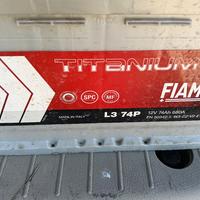 TITANIUM
FIAM
SPC
MF
MADE IN ITALY
L3 74P
12V 74Ah 680A